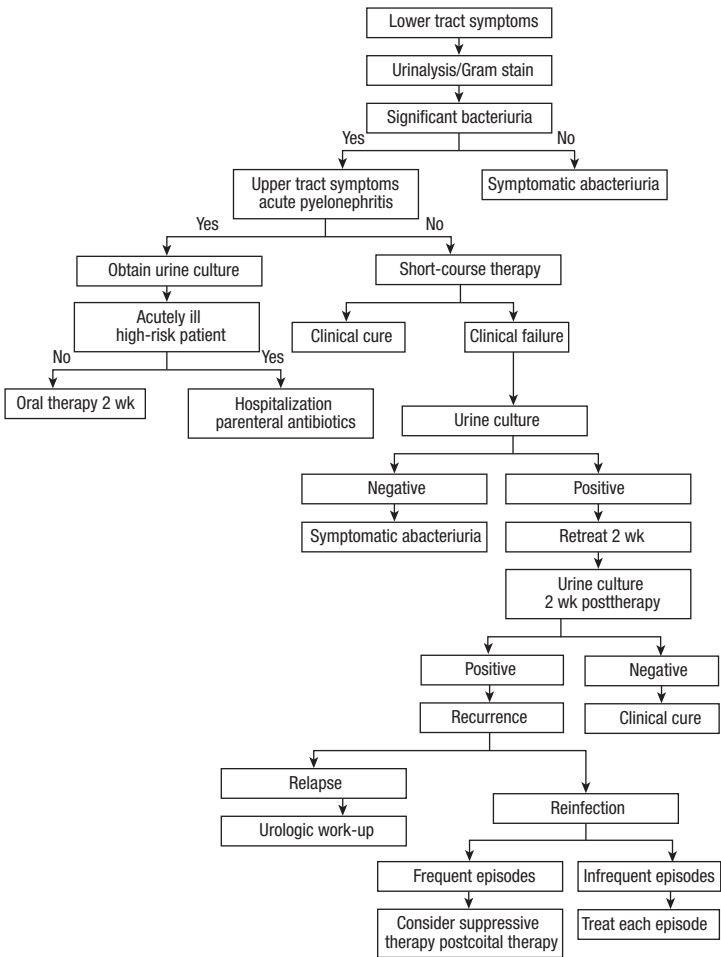 Lower tract symptoms
Urinalysis/Gram stain
Significant bacteriuria
Yes
No
Upper tract symptoms
acute pyelonephritis
Symptomatic abacteriuria
Yes
No
Obtain urine culture
Short-course therapy
Acutely ill
high-risk patient
Clinical cure
Clinical failure
No
Yes
Oral therapy 2 wk
Hospitalization
parenteral antibiotics
Urine culture
Negative
Positive
Symptomatic abacteriuria
Retreat 2 wk
Urine culture
2 wk posttherapy
Positive
Negative
Recurrence
Clinical cure
Relapse
Reinfection
Urologic work-up
Frequent episodes
Infrequent episodes
Consider suppressive
therapy postcoital therapy
Treat each episode